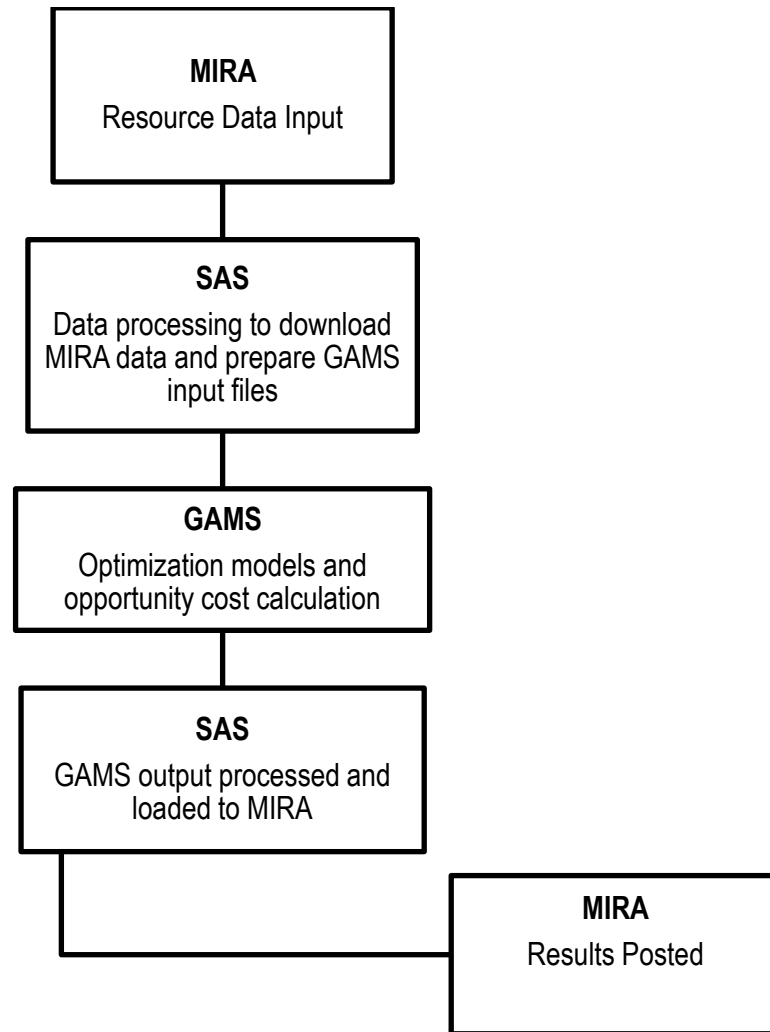 MIRA
Resource Data Input
SAS
Data processing to download
MIRA data and prepare GAMS
input files
GAMS
Optimization models and
opportunity cost calculation
SAS
GAMS output processed and
loaded to MIRA
MIRA
Results Posted